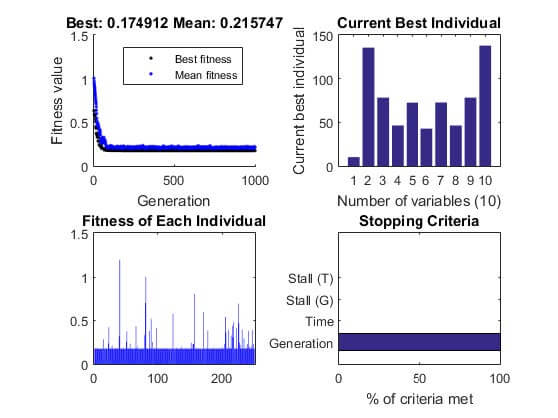 Best: 0.174912 Mean: 0.215747
Fitness value
1.5
1
0.5
0
Best fitness
Mean fitness
0
500
1000
Generation
Current Best Individual
Current best individual
150
100
50
0
1 2 3 4 5 6 7 8 9 10
Number of variables (10)
Fitness of Each Individual
1.5
1
0.5
0
0
100
200
Stopping Criteria
Stall (T)
Stall (G)
Time
Generation
0
50
100
% of criteria met